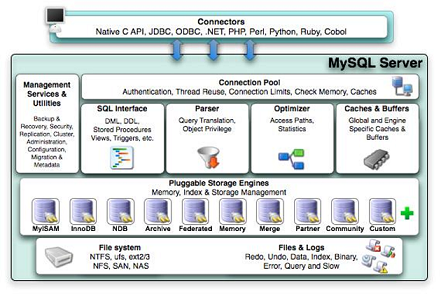 Connectors
Native C API, JDBC, ODBC, .NET, PHP, Perl, Python, Ruby, Cobol
MySQL Server
Management
Services &
Utilities
Backup &
Recovery, Security,
Replication, Cluster,
Administration,
Configuration,
Migration &
Metadata
Connection Pool
Authentication, Thread Reuse, Connection Limits, Check Memory, Caches
SQL Interface
DML, DDL,
Stored Procedures
Views, Triggers, etc.
Parser
Query Translation,
Object Privilege
Optimizer
Access Paths,
Statistics
Caches & Buffers
Global and Engine
Specific Caches &
Buffers
Pluggable Storage Engines
Memory, Index & Storage Management
MyISAM
InnoDB
NDB
Archive
Federated
Memory
Merge
Partner
Community
Custom
File system
NTFS, ufs, ext2/3
NFS, SAN, NAS
Files & Logs
Redo, Undo, Data, Index, Binary,
Error, Query and Slow